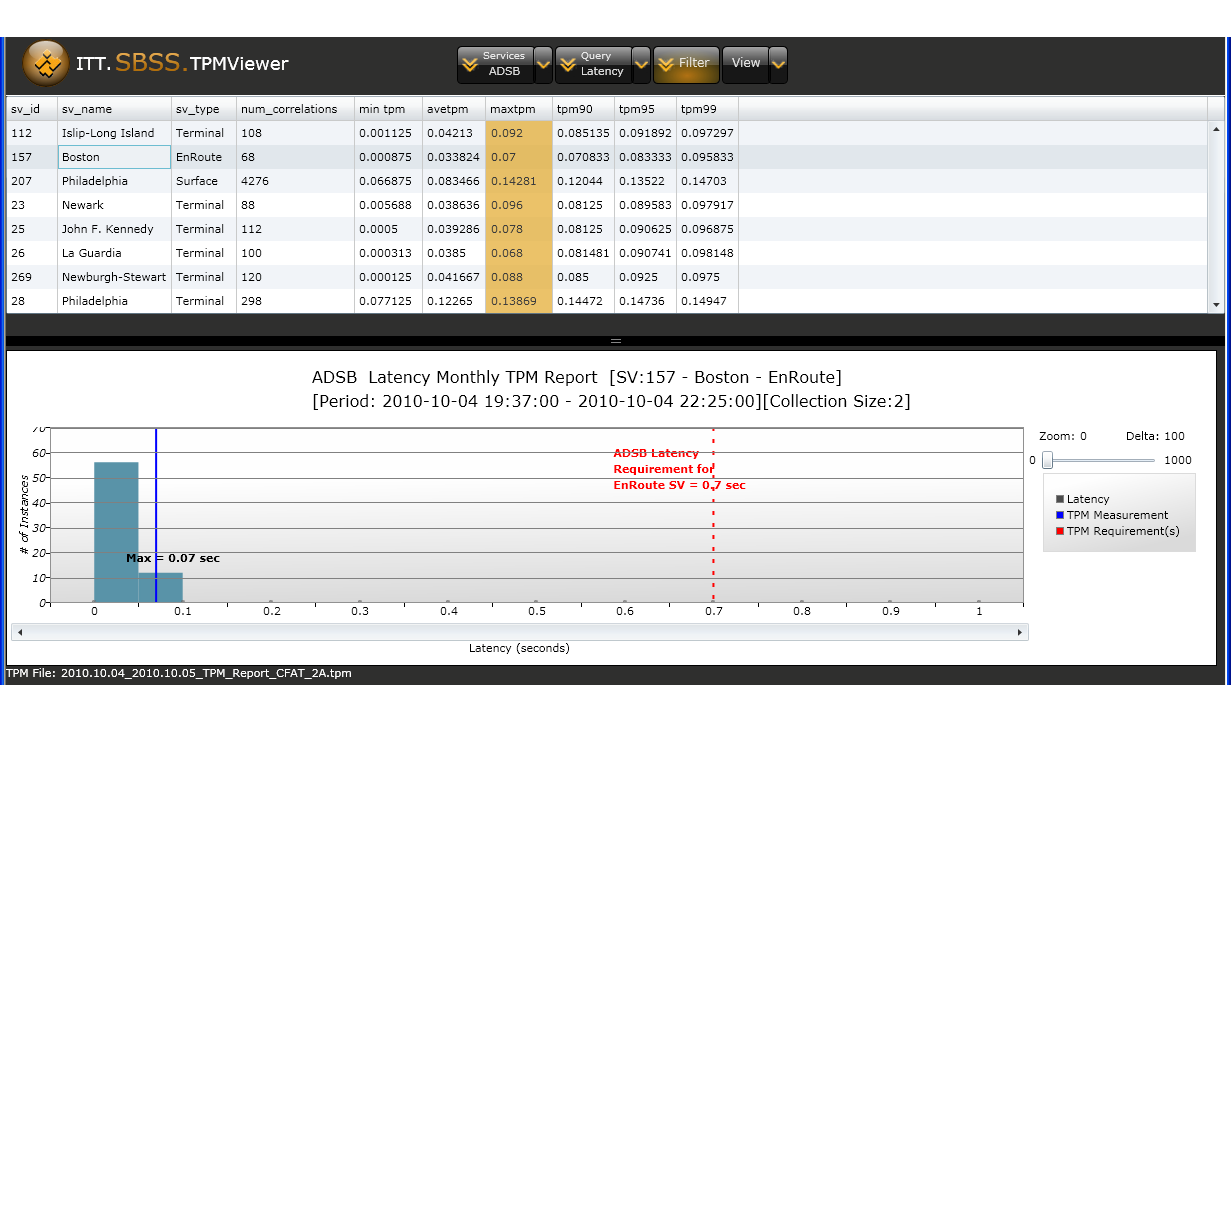 ITT.SBSS.TPMViewer
Services ADSB
Query Latency
Filter
View
sv_id sv_name sv_type num_correlations min tpm avetpm maxtpm tpm90 tpm95 tpm99
112 Islip-Long Island Terminal 108 0.001125 0.04213 0.092 0.085135 0.091892 0.097297
157 Boston EnRoute 68 0.000875 0.033824 0.07 0.070833 0.083333 0.095833
207 Philadelphia Surface 4276 0.066875 0.083466 0.14281 0.12044 0.13522 0.14703
23 Newark Terminal 88 0.005688 0.038636 0.096 0.08125 0.089583 0.097917
25 John F. Kennedy Terminal 112 0.0005 0.039286 0.078 0.08125 0.090625 0.096875
26 La Guardia Terminal 100 0.000313 0.0385 0.068 0.081481 0.090741 0.098148
269 Newburgh-Stewart Terminal 120 0.000125 0.041667 0.088 0.085 0.0925 0.0975
28 Philadelphia Terminal 298 0.077125 0.12265 0.13869 0.14472 0.14736 0.14947
ADSB Latency Monthly TPM Report [SV:157 - Boston - EnRoute]
[Period: 2010-10-04 19:37:00 - 2010-10-04 22:25:00][Collection Size:2]
# of Instances
70
60
50
40
30
20
10
0
ADSB Latency
Requirement for
EnRoute SV = 0.7 sec
Max = 0.07 sec
0 0.1 0.2 0.3 0.4 0.5 0.6 0.7 0.8 0.9 1
Latency (seconds)
Zoom: 0 Delta: 100
0 1000
Latency
TPM Measurement
TPM Requirement(s)
TPM File: 2010.10.04_2010.10.05_TPM_Report_CFAT_2A.tpm